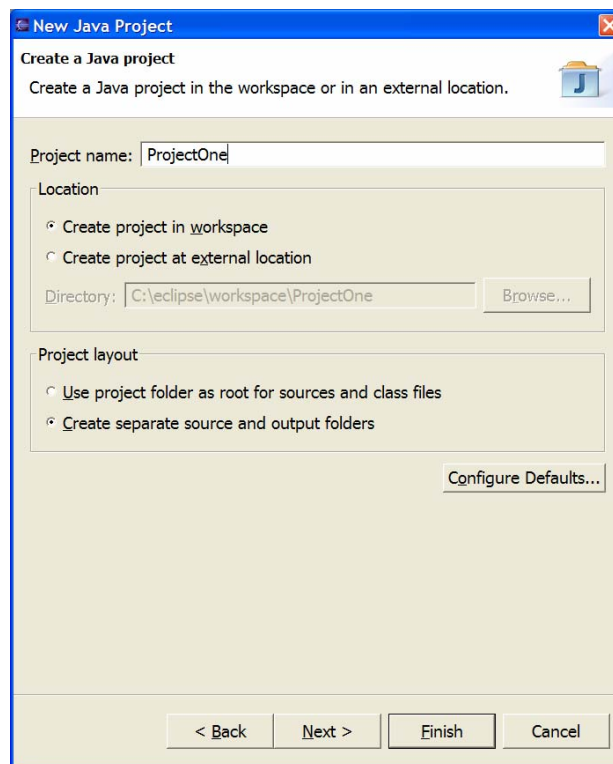 New Java Project
Create a Java project
Create a Java project in the workspace or in an external location.
Project name: ProjectOne
Location
Create project in workspace
Create project at external location
Directory: C:\eclipse\workspace\ProjectOne Browse...
Project layout
Use project folder as root for sources and class files
Create separate source and output folders
Configure Defaults...
< Back Next > Finish Cancel